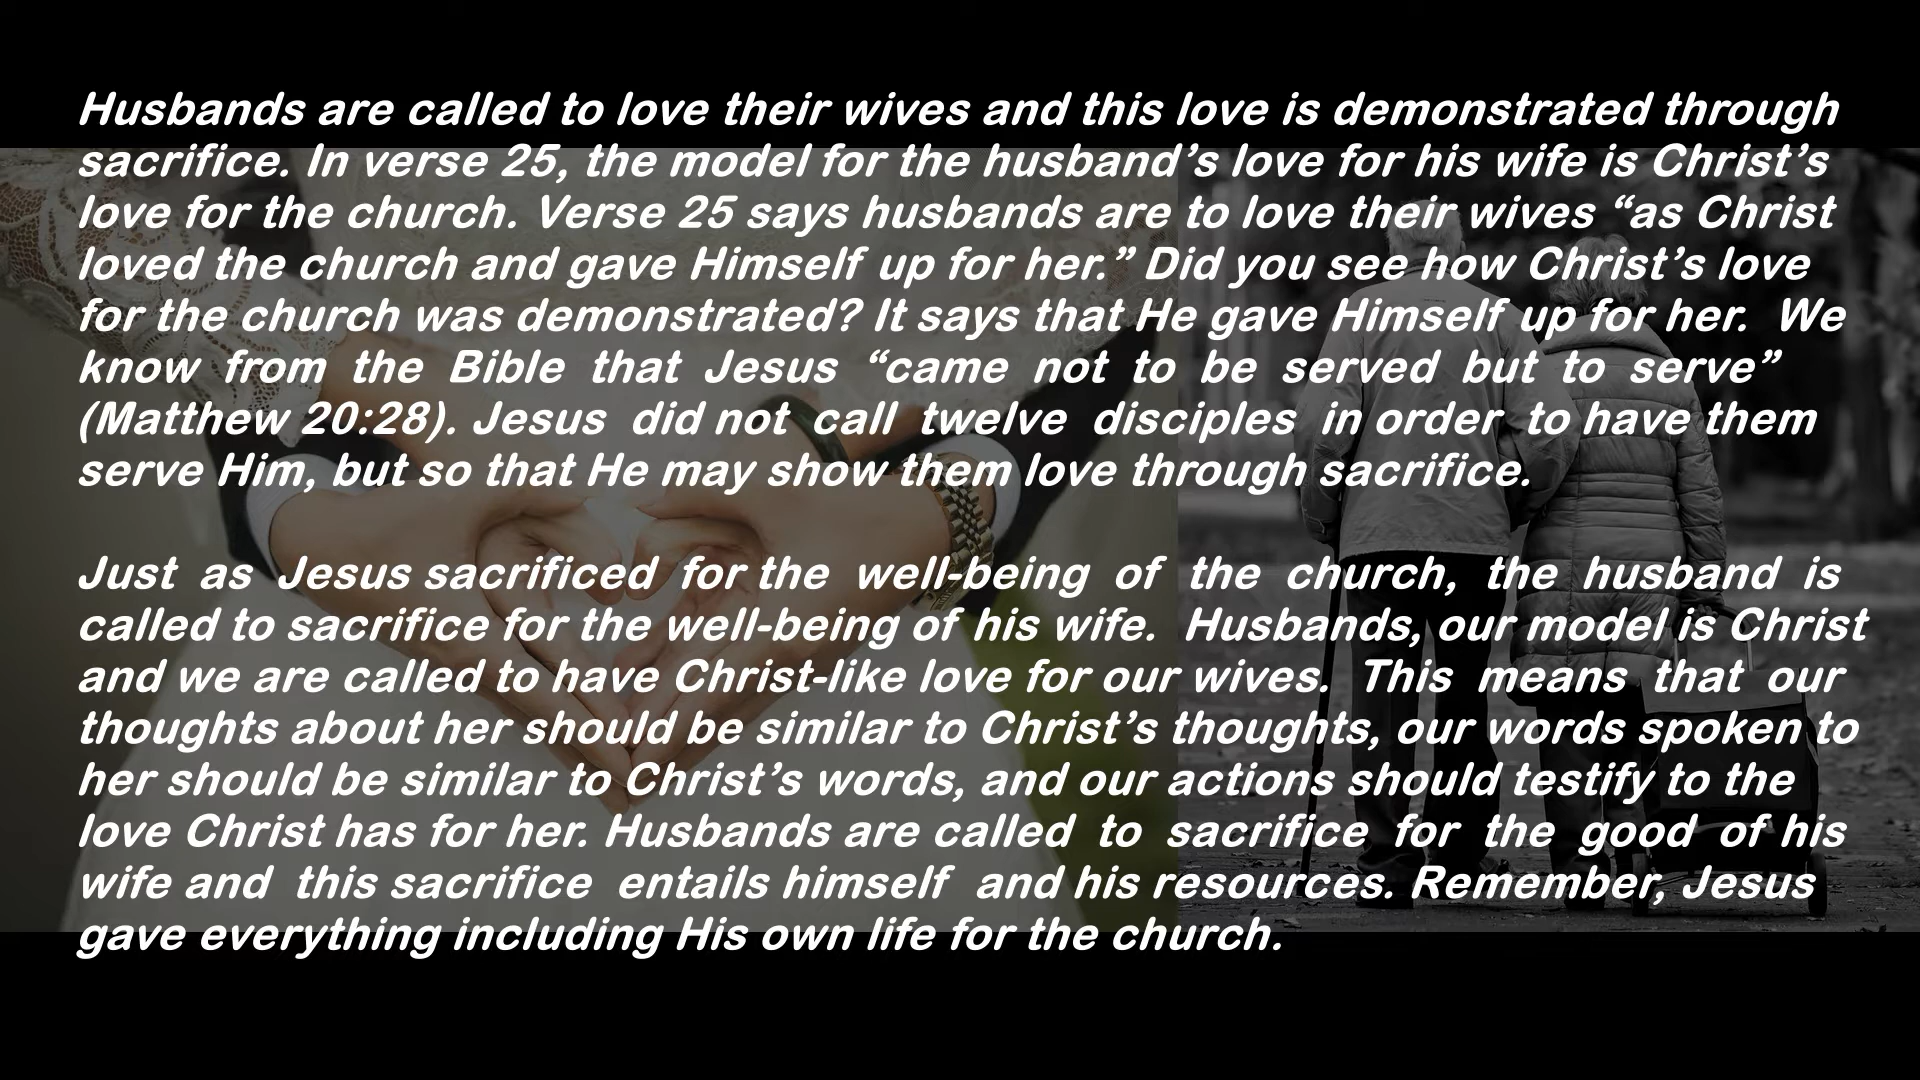 Husbands are called to love their wives and this love is demonstrated through
sacrifice. In verse 25, the model for the husband’s love for his wife is Christ’s
love for the church. Verse 25 says husbands are to love their wives “as Christ
loved the church and gave Himself up for her.” Did you see how Christ’s love
for the church was demonstrated? It says that He gave Himself up for her. We
know from the Bible that Jesus “came not to be served but to serve”
(Matthew 20:28). Jesus did not call twelve disciples in order to have them
serve Him, but so that He may show them love through sacrifice.
Just as Jesus sacrificed for the well-being of the church, the husband is
called to sacrifice for the well-being of his wife. Husbands, our model is Christ
and we are called to have Christ-like love for our wives. This means that our
thoughts about her should be similar to Christ’s thoughts, our words spoken to
her should be similar to Christ’s words, and our actions should testify to the
love Christ has for her. Husbands are called to sacrifice for the good of his
wife and this sacrifice entails himself and his resources. Remember, Jesus
gave everything including His own life for the church.